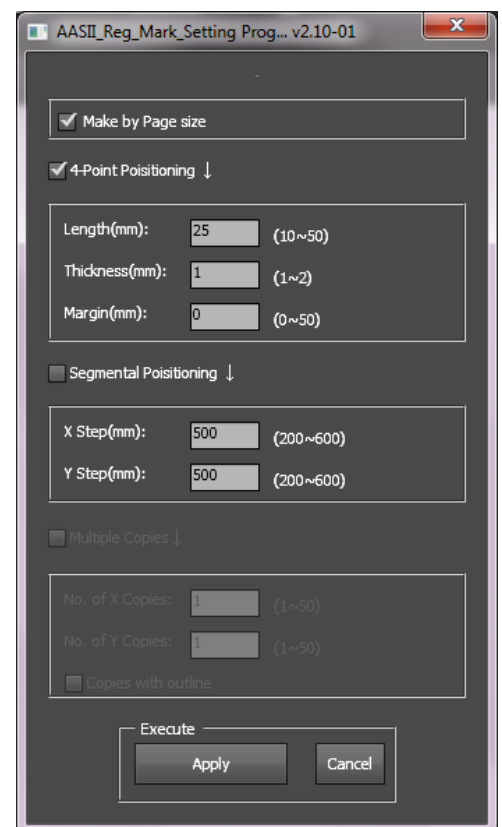 AASII_Reg_Mark_Setting Prog... v2.10-01
Make by Page size
4-Point Poisitioning ↓
Length(mm): 25 (10~50)
Thickness(mm): 1 (1~2)
Margin(mm): 0 (0~50)
Segmental Poisitioning ↓
X Step(mm): 500 (200~600)
Y Step(mm): 500 (200~600)
Multiple Copies ↓
No. of X Copies: 1 (1~50)
No. of Y Copies: 1 (1~50)
Copies with outline
Execute
Apply Cancel